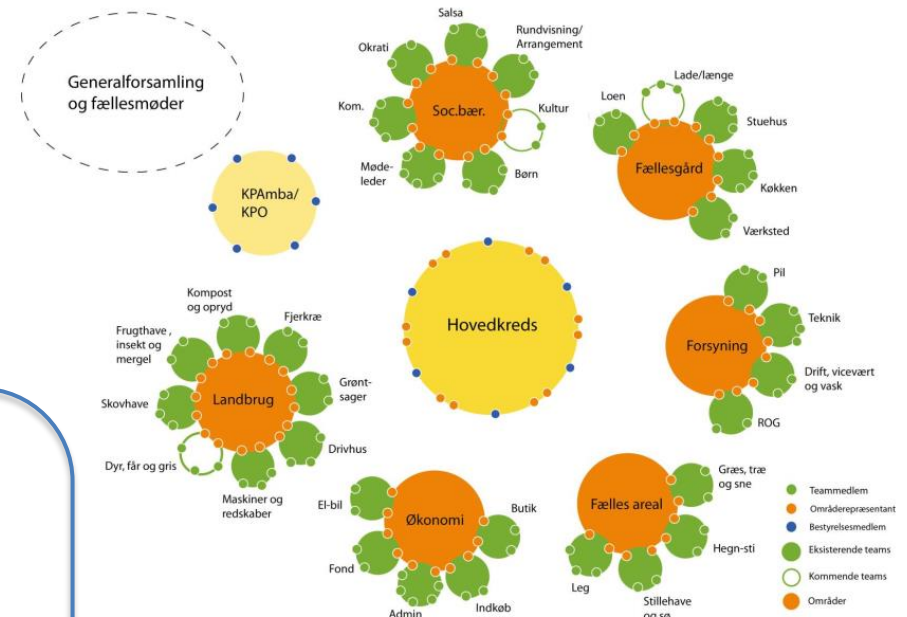 Generalforsamling
og fællesmøder
KPAmba/
KPO
Salsa
Rundvisning/
Arrangement
Okrati
Kom.
Soc.bær.
Kultur
Møde-
leder
Børn
Lade/længe
Loen
Stuehus
Fællesgård
Køkken
Værksted
Hovedkreds
Kompost
og opryd
Fjerkræ
Frugthave ,
insekt og
mergel
Grønt-
sager
Skovhave
Landbrug
Drivhus
Dyr, får og gris
Maskiner og
redskaber
Pil
Teknik
Forsyning
Drift, vicevært
og vask
ROG
El-bil
Økonomi
Butik
Fond
Admin
Indkøb
Fælles areal
Græs, træ
og sne
Hegn-sti
Leg
Stillehave
og sø
Teammedlem
Områderepræsentant
Bestyrelsesmedlem
Eksisterende teams
Kommende teams
Områder